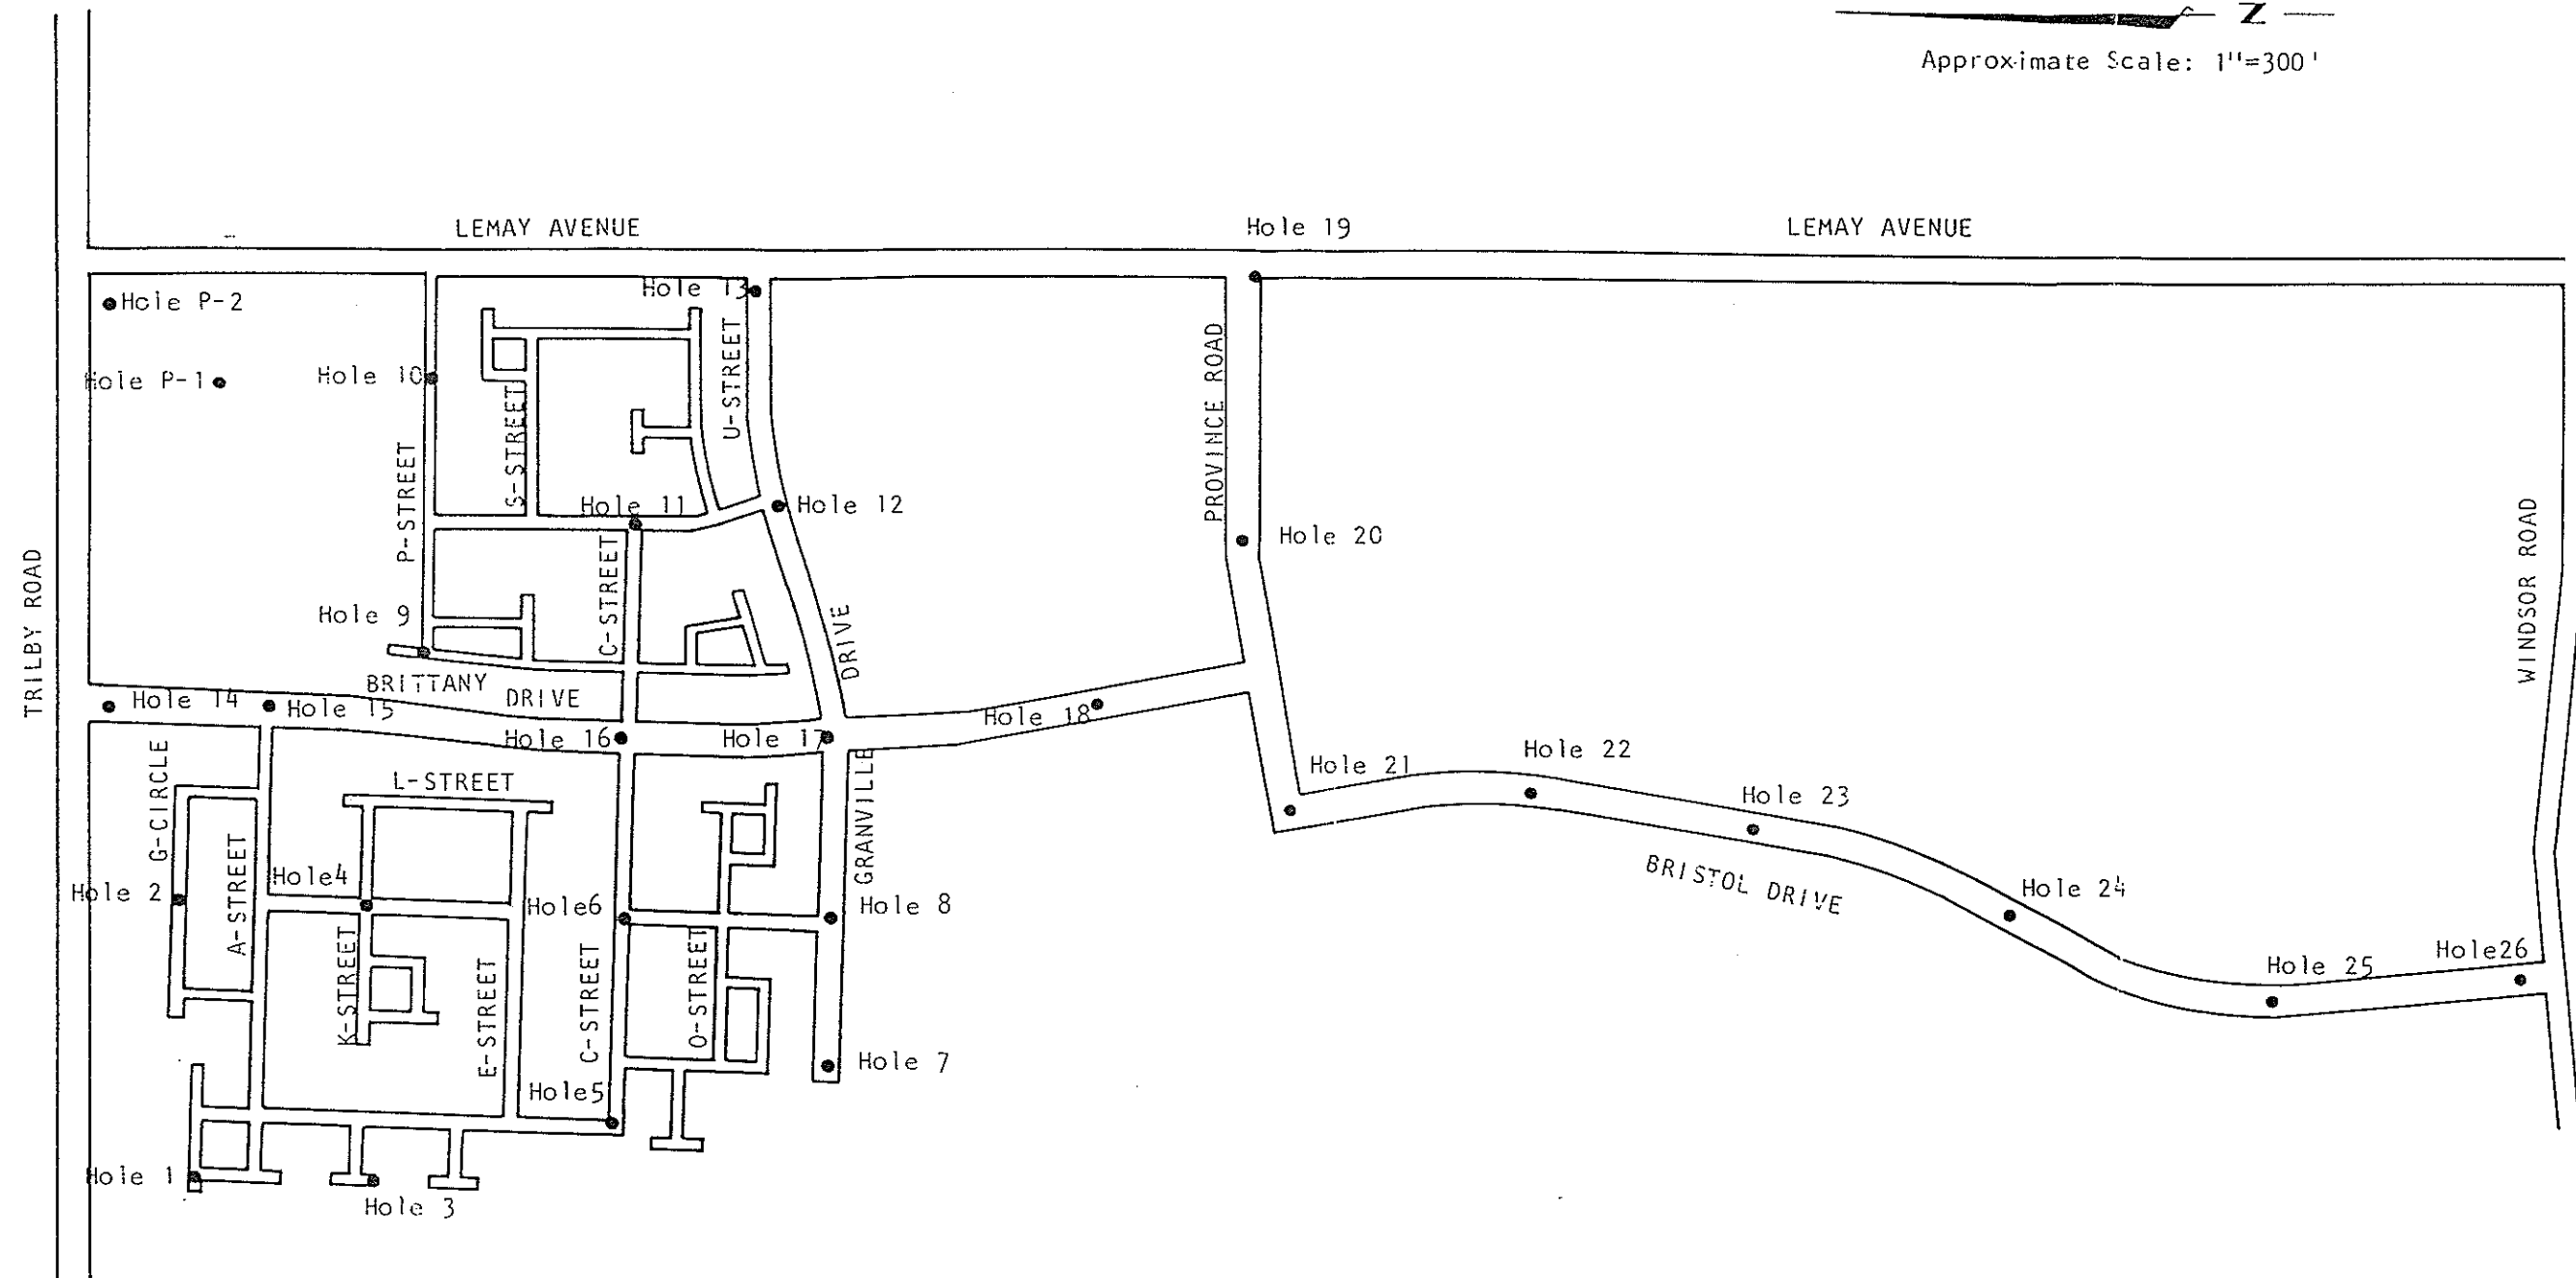 Z
Approximate Scale: 1"=300'
LEMAY AVENUE
Hole 19
LEMAY AVENUE
Hole P-2
Hole 13
Hole P-1
Hole 10
U-STREET
PROVINCE ROAD
S-STREET
P-STREET
Hole 11
Hole 12
Hole 20
WINDSOR ROAD
TRILBY ROAD
C-STREET
Hole 9
DRIVE
BRITTANY DRIVE
Hole 14
Hole 15
Hole 16
Hole 17
Hole 18
GRANVILLE
G-CIRCLE
L-STREET
Hole 21
Hole 22
Hole 23
BRISTOL DRIVE
Hole 24
A-STREET
Hole 2
Hole4
Hole6
Hole 8
K-STREET
E-STREET
C-STREET
O-STREET
Hole 25
Hole26
Hole 7
Hole5
Hole 1
Hole 3